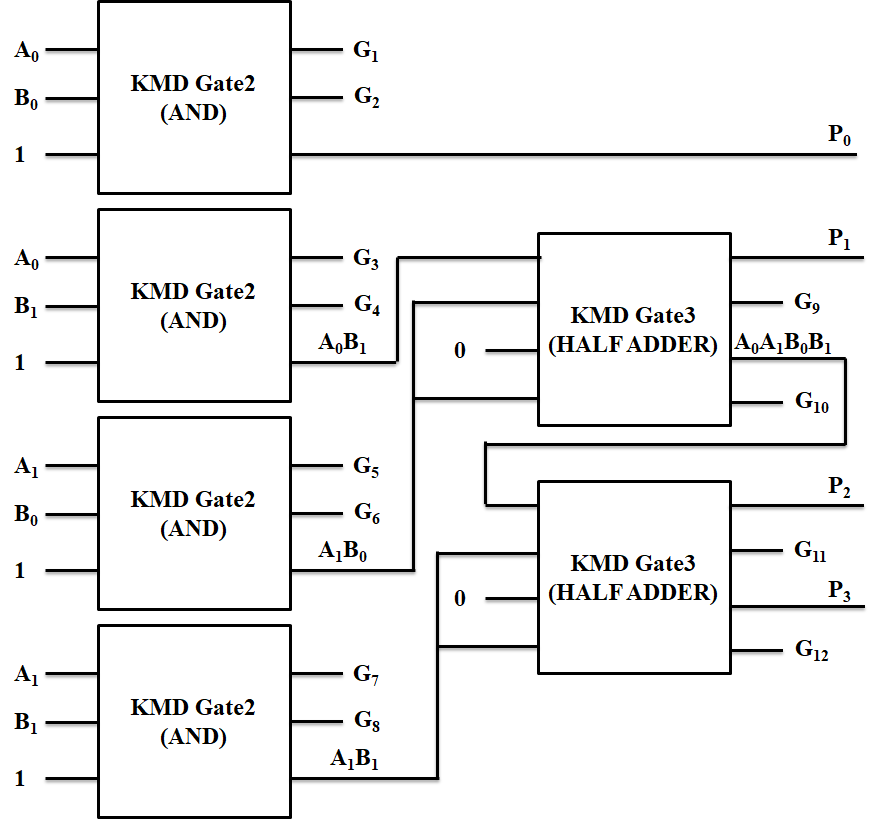 A₀
G₁
KMD Gate2
(AND)
B₀
G₂
1
P₀
A₀
G₃
P₁
KMD Gate2
(AND)
B₁
G₄
G₉
KMD Gate3
(HALF ADDER)
1
A₀B₁
0
A₀A₁B₀B₁
G₁₀
A₁
G₅
KMD Gate2
(AND)
B₀
G₆
P₂
1
A₁B₀
G₁₁
KMD Gate3
(HALF ADDER)
0
P₃
G₁₂
A₁
G₇
KMD Gate2
(AND)
B₁
G₈
1
A₁B₁